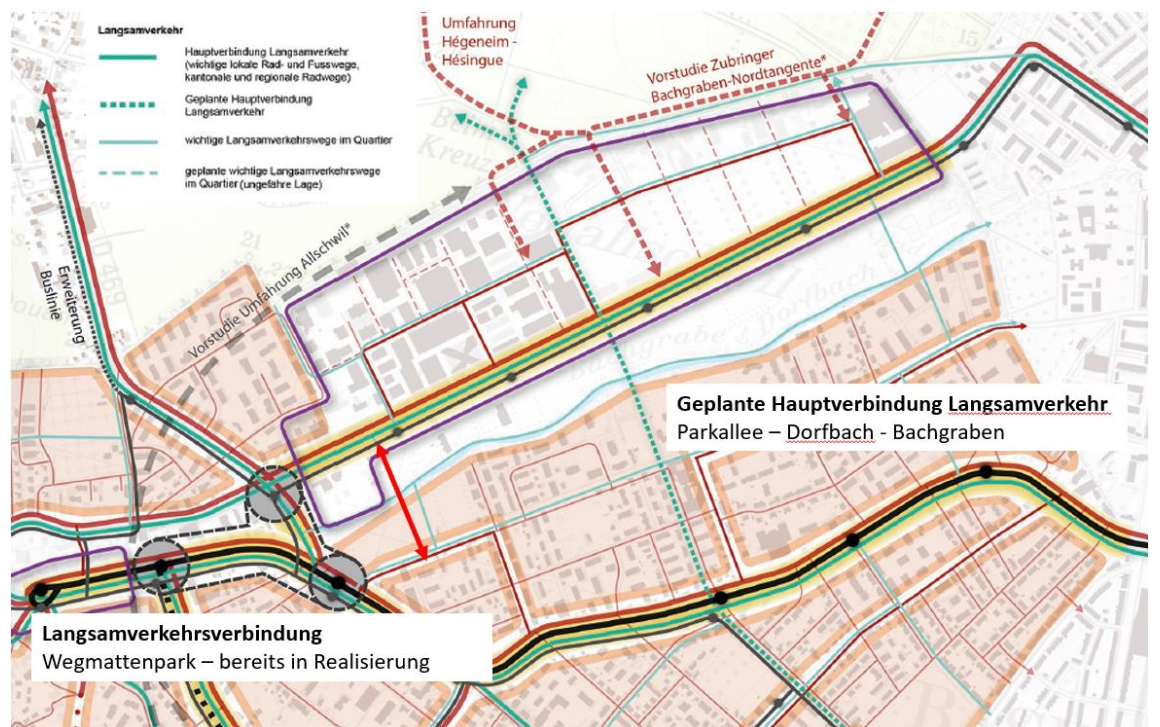 Langsamverkehr
Hauptverbindung Langsamverkehr
(wichtige lokale Rad- und Fusswege,
kantonale und regionale Radwege)
Geplante Hauptverbindung
Langsamverkehr
wichtige Langsamverkehrswege im Quartier
geplante wichtige Langsamverkehrswege
im Quartier (ungefähre Lage)
Umfahrung
Hégeneim -
Hésingue
Vorstudie Zubringer
Bachgraben-Nordtangente*
15
21
Erweiterung
Buslinie
Vorstudie Umfahrung Allschwil*
Geplante Hauptverbindung Langsamverkehr
Parkallee – Dorfbach - Bachgraben
Langsamverkehrsverbindung
Wegmattenpark – bereits in Realisierung